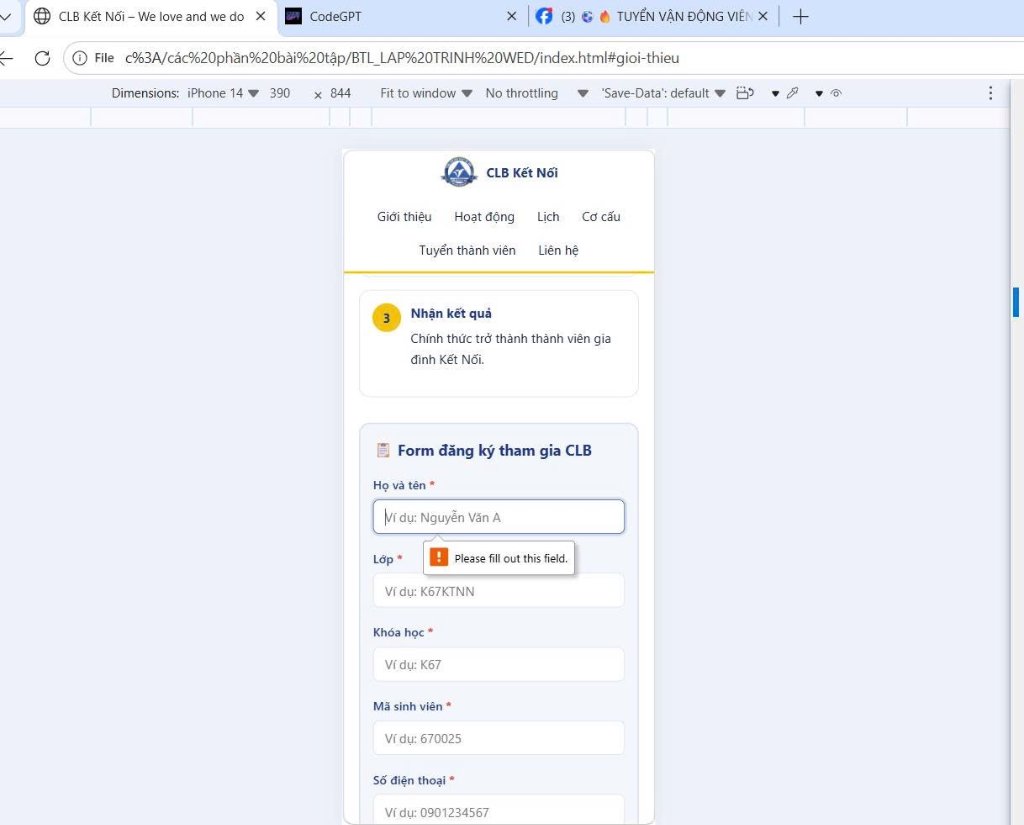 CLB Kết Nối – We love and we do
CodeGPT
(3) TUYỂN VẬN ĐỘNG VIÊN
File c%3A/các%20phần%20bài%20tập/BTL_LAP%20TRINH%20WED/index.html#gioi-thieu
Dimensions: iPhone 14 390 x 844 Fit to window No throttling 'Save-Data': default
CLB Kết Nối
Giới thiệu Hoạt động Lịch Cơ cấu
Tuyển thành viên Liên hệ
3 Nhận kết quả
Chính thức trở thành thành viên gia
đình Kết Nối.
Form đăng ký tham gia CLB
Họ và tên *
Ví dụ: Nguyễn Văn A
! Please fill out this field.
Lớp *
Ví dụ: K67KTNN
Khóa học *
Ví dụ: K67
Mã sinh viên *
Ví dụ: 670025
Số điện thoại *
Ví dụ: 0901234567